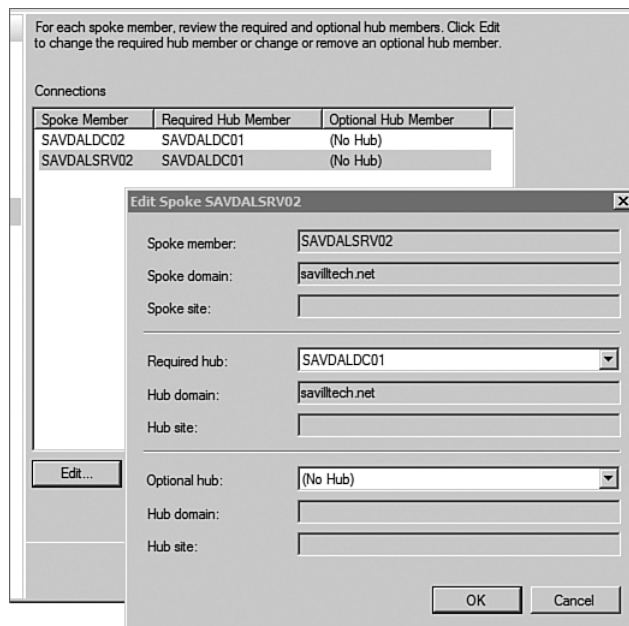 For each spoke member, review the required and optional hub members. Click Edit
to change the required hub member or change or remove an optional hub member.
Connections
Spoke Member Required Hub Member Optional Hub Member
SAVDALDC02 SAVDALDC01 (No Hub)
SAVDALSRV02 SAVDALDC01 (No Hub)
Edit Spoke SAVDALSRV02
Spoke member: SAVDALSRV02
Spoke domain: savilltech.net
Spoke site:
Required hub: SAVDALDC01
Hub domain: savilltech.net
Hub site:
Edit...
Optional hub: (No Hub)
Hub domain:
Hub site:
OK Cancel